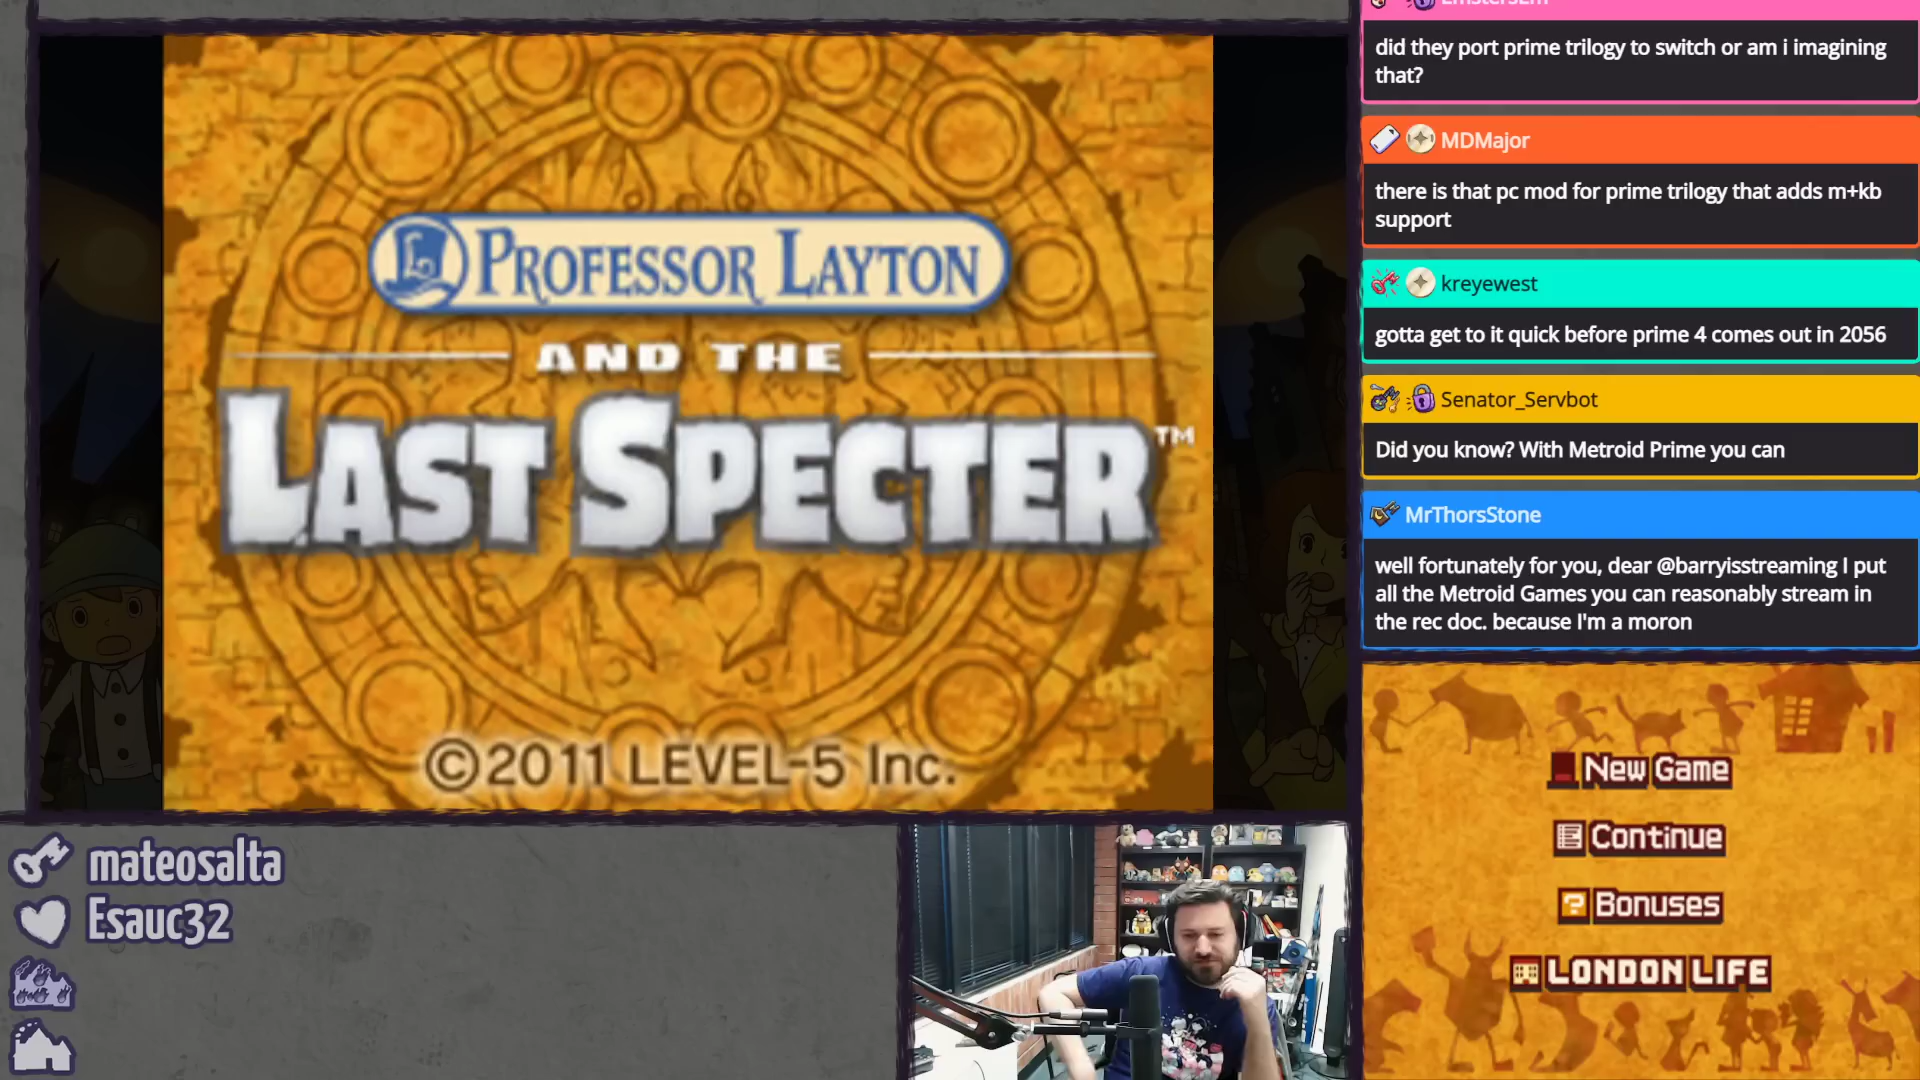 PROFESSOR LAYTON
AND THE
LAST SPECTER™
©2011 LEVEL-5 Inc.
did they port prime trilogy to switch or am i imagining
that?
MDMajor
there is that pc mod for prime trilogy that adds m+kb
support
kreyewest
gotta get to it quick before prime 4 comes out in 2056
Senator_Servbot
Did you know? With Metroid Prime you can
MrThorsStone
well fortunately for you, dear @barryisstreaming I put
all the Metroid Games you can reasonably stream in
the rec doc. because I'm a moron
New Game
Continue
Bonuses
LONDON LIFE
mateosalta
Esauc32